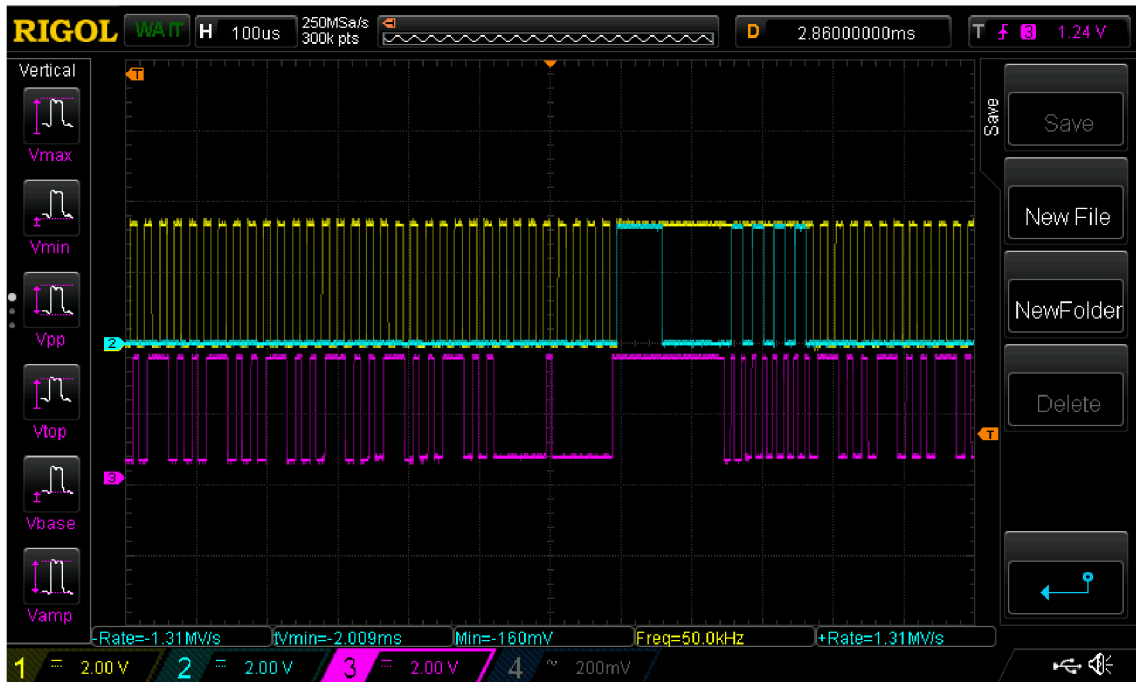 RIGOL WAIT H 100us 250MSa/s D 2.86000000ms T 3 1.24 V
300k pts
Vertical
T
Save
Save
Vmax
New File
Vmin
NewFolder
2
Vpp
Delete
Vtop
T
3
Vbase
Vamp
-Rate=-1.31MV/s tVmin=-2.009ms Min=-160mV Freq=50.0kHz +Rate=1.31MV/s
1 = 2.00 V 2 = 2.00 V 3 = 2.00 V 4 ~ 200mV